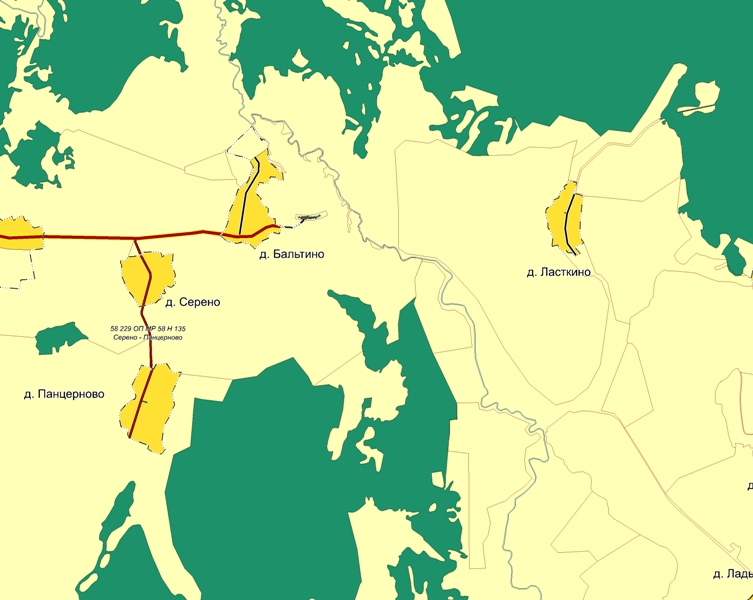 д. Бальтино
д. Ласткино
д. Серено
58 229 ОП МР 58 Н 135
Серено - Панцерново
д. Панцерново
д. Лады